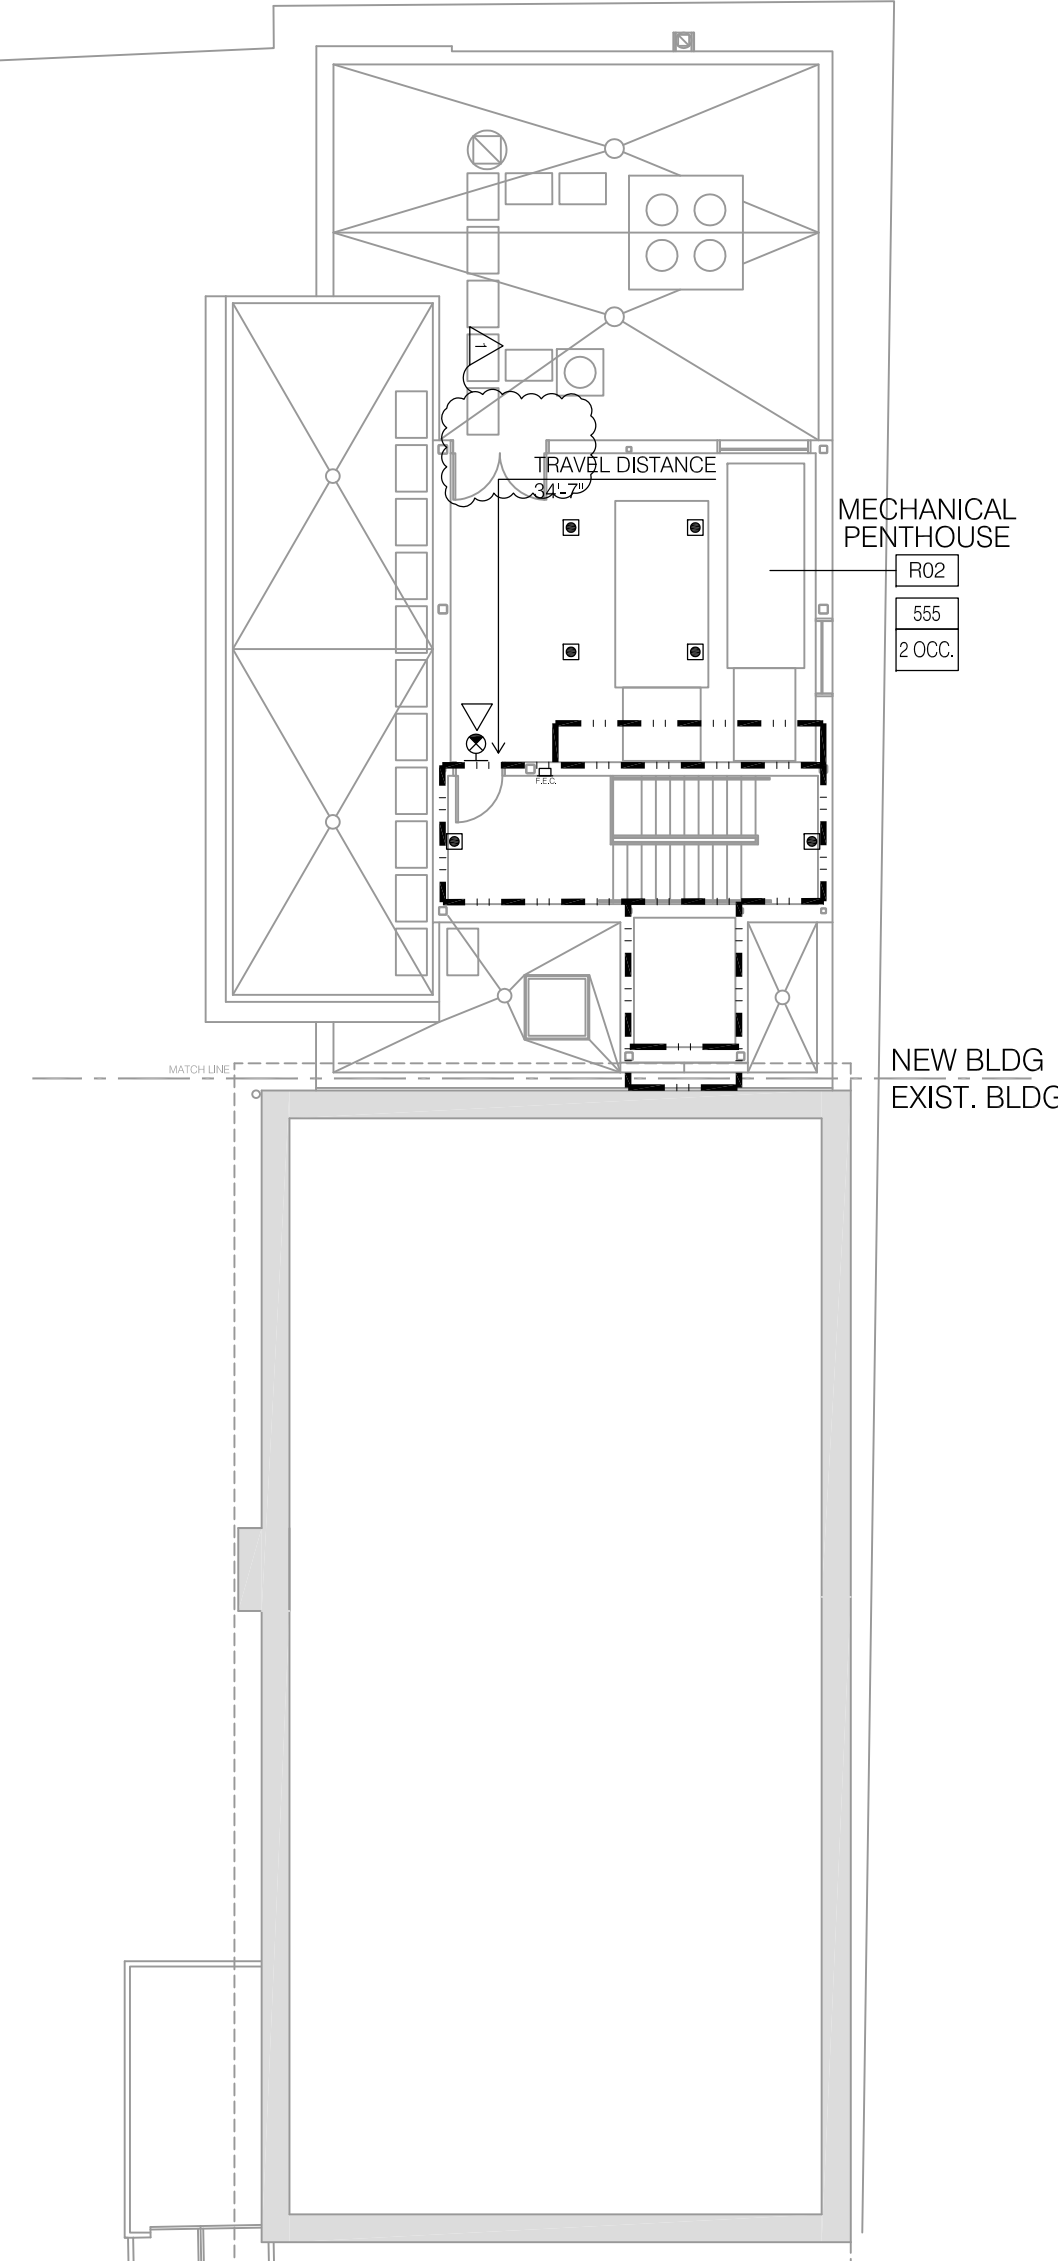 1
TRAVEL DISTANCE
34'-7"
MECHANICAL
PENTHOUSE
R02
555
2 OCC.
F.E.C.
MATCH LINE
NEW BLDG
EXIST. BLDG